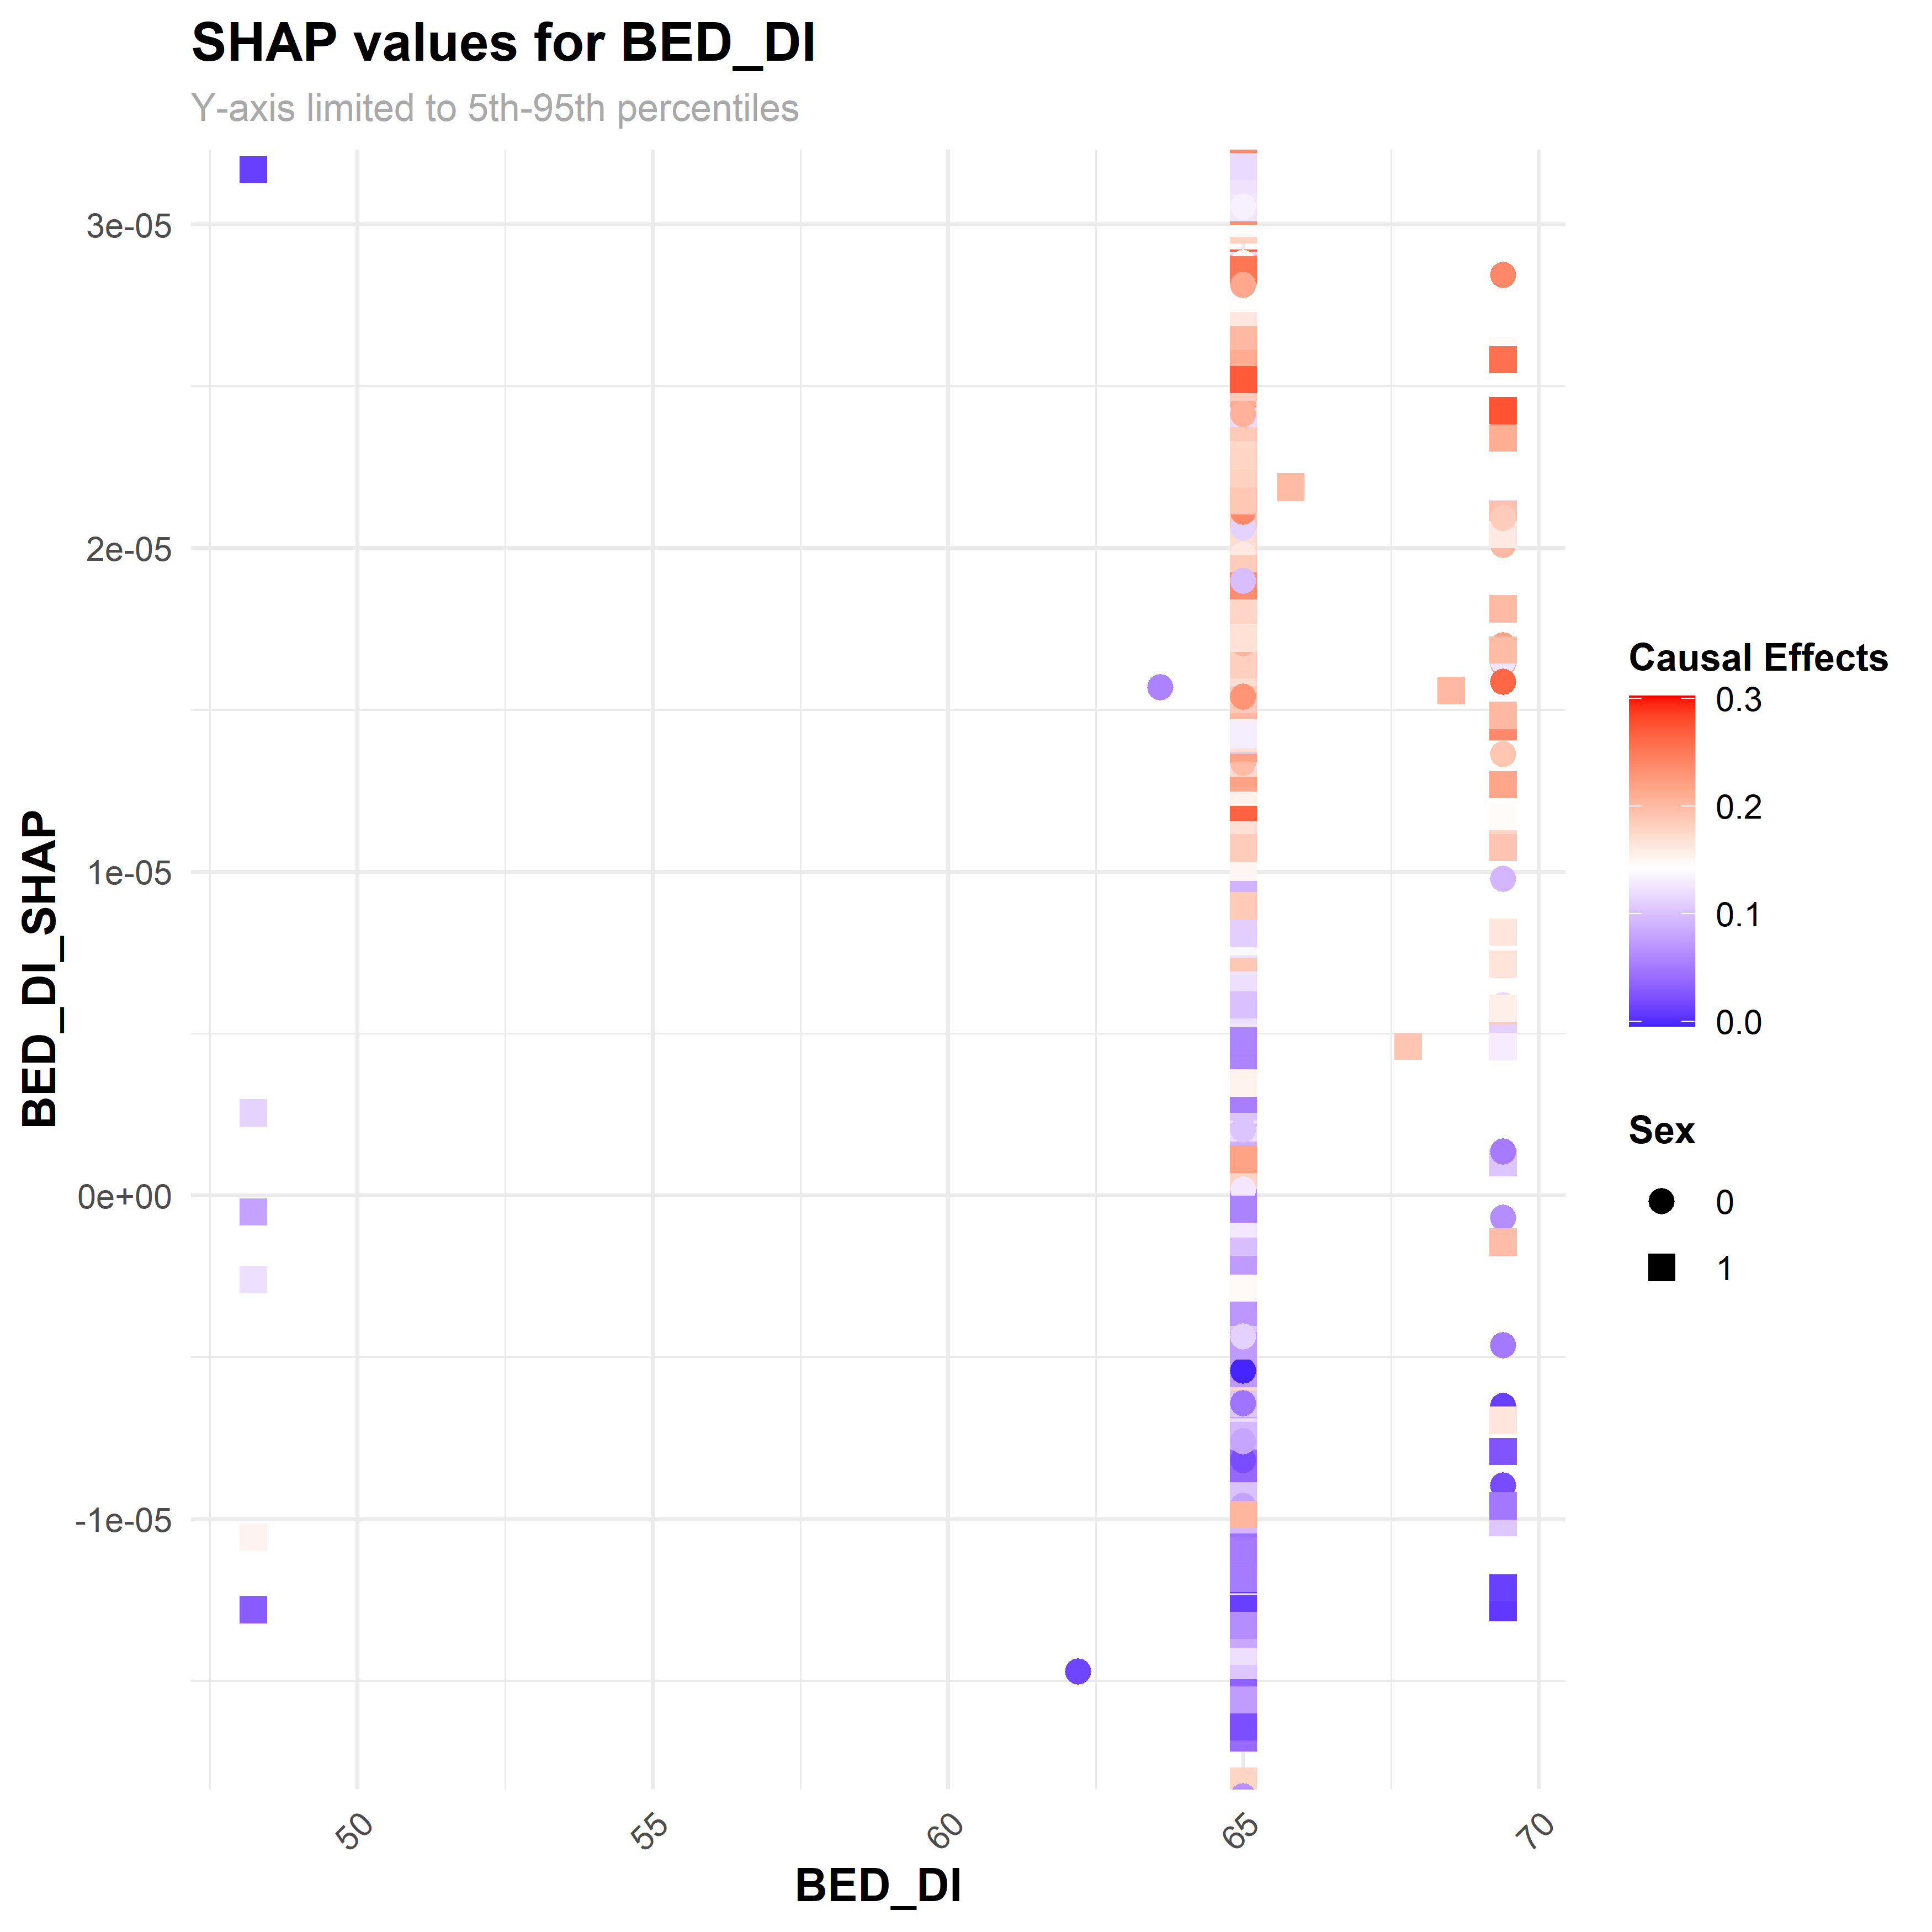 SHAP values for BED_DI
Y-axis limited to 5th-95th percentiles
3e-05
2e-05
1e-05
0e+00
-1e-05
BED_DI_SHAP
50
55
60
65
70
BED_DI
Causal Effects
0.3
0.2
0.1
0.0
Sex
0
1